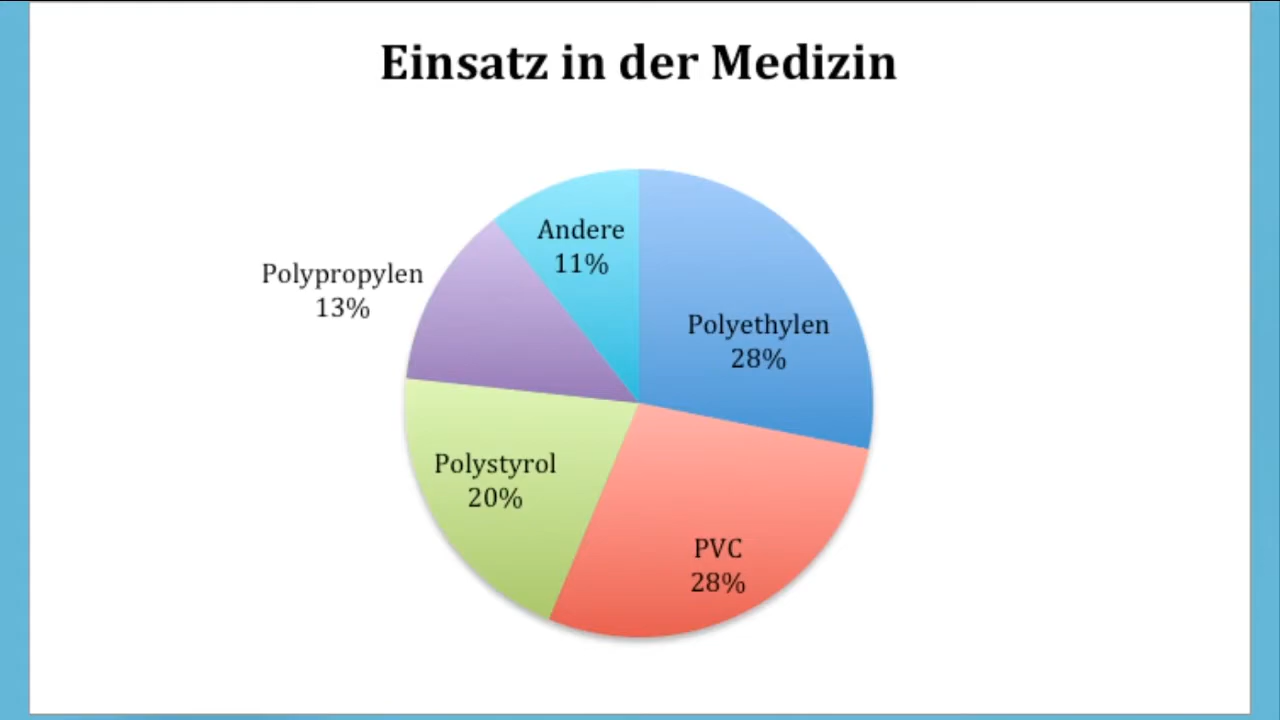 Einsatz in der Medizin
Andere
11%
Polypropylen
13%
Polyethylen
28%
Polystyrol
20%
PVC
28%